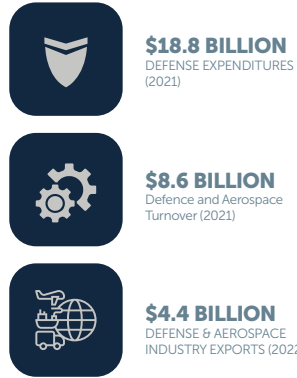 $18.8 BILLION
DEFENSE EXPENDITURES
(2021)
$8.6 BILLION
Defence and Aerospace
Turnover (2021)
$4.4 BILLION
DEFENSE & AEROSPACE
INDUSTRY EXPORTS (202